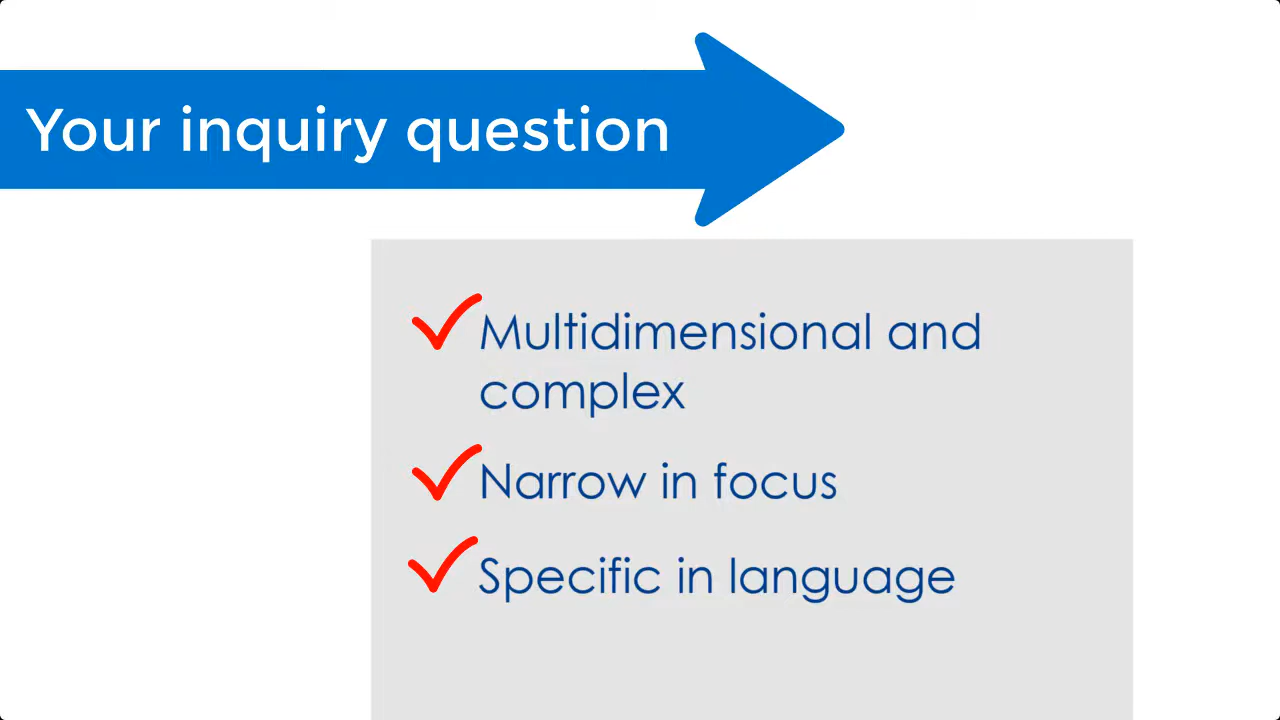 Your inquiry question
Multidimensional and
complex
Narrow in focus
Specific in language